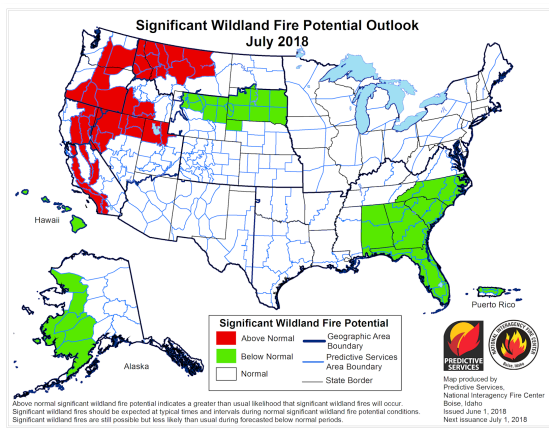 Significant Wildland Fire Potential Outlook
July 2018
Hawaii
Alaska
Puerto Rico
Significant Wildland Fire Potential
Above Normal
Below Normal
Normal
Geographic Area
Boundary
Predictive Services
Area Boundary
State Border
PREDICTIVE
SERVICES
NATIONAL INTERAGENCY FIRE CENTER
Boise, Idaho
Map produced by
Predictive Services,
National Interagency Fire Center
Boise, Idaho
Issued June 1, 2018
Next issuance July 1, 2018
Above normal significant wildland fire potential indicates a greater than usual likelihood that significant wildland fires will occur.
Significant wildland fires should be expected at typical times and intervals during normal significant wildland fire potential conditions.
Significant wildland fires are still possible but less likely than usual during forecasted below normal periods.